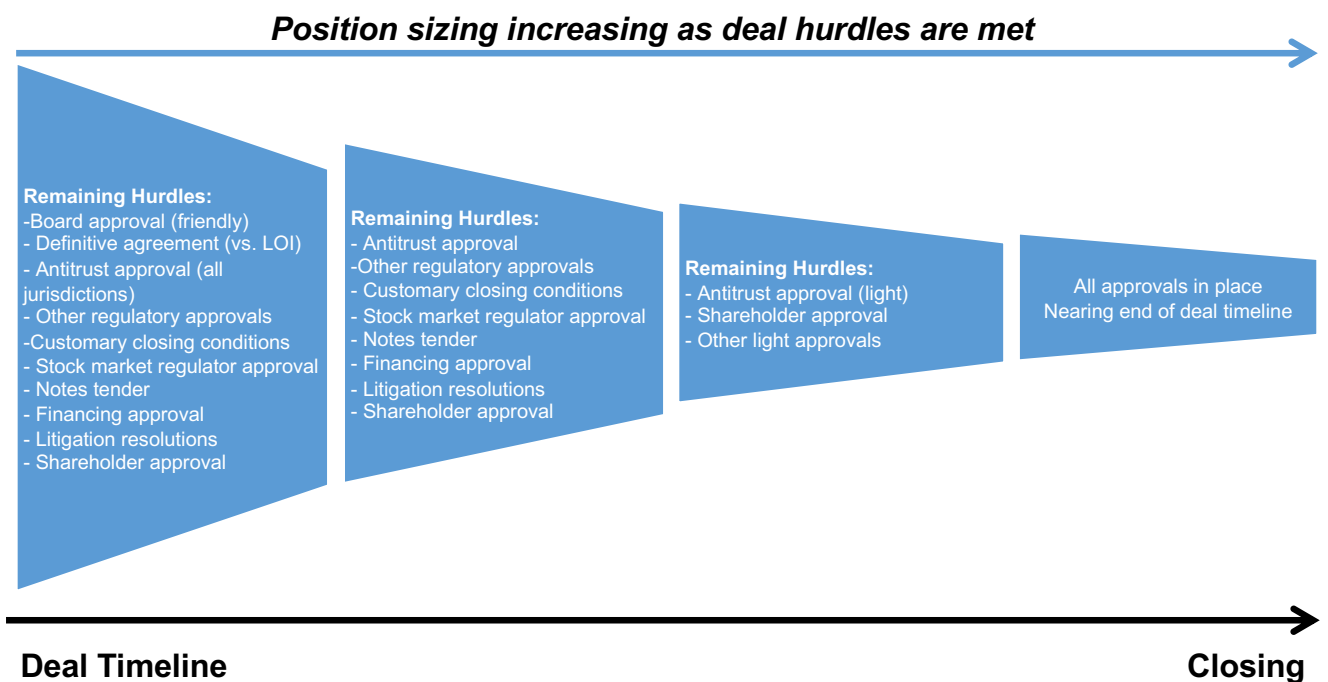 Position sizing increasing as deal hurdles are met
Remaining Hurdles:
-Board approval (friendly)
- Definitive agreement (vs. LOI)
- Antitrust approval (all
jurisdictions)
- Other regulatory approvals
-Customary closing conditions
- Stock market regulator approval
- Notes tender
- Financing approval
- Litigation resolutions
- Shareholder approval
Remaining Hurdles:
- Antitrust approval
-Other regulatory approvals
- Customary closing conditions
- Stock market regulator approval
- Notes tender
- Financing approval
- Litigation resolutions
- Shareholder approval
Remaining Hurdles:
- Antitrust approval (light)
- Shareholder approval
- Other light approvals
All approvals in place
Nearing end of deal timeline
Deal Timeline
Closing